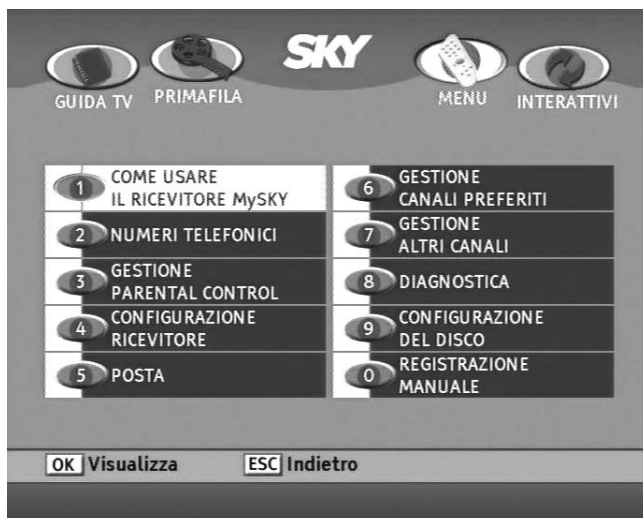 SKY
GUIDA TV
PRIMAFILA
MENU
INTERATTIVI
1 COME USARE
IL RICEVITORE MySKY
2 NUMERI TELEFONICI
3 GESTIONE
PARENTAL CONTROL
4 CONFIGURAZIONE
RICEVITORE
5 POSTA
6 GESTIONE
CANALI PREFERITI
7 GESTIONE
ALTRI CANALI
8 DIAGNOSTICA
9 CONFIGURAZIONE
DEL DISCO
0 REGISTRAZIONE
MANUALE
OK Visualizza ESC Indietro